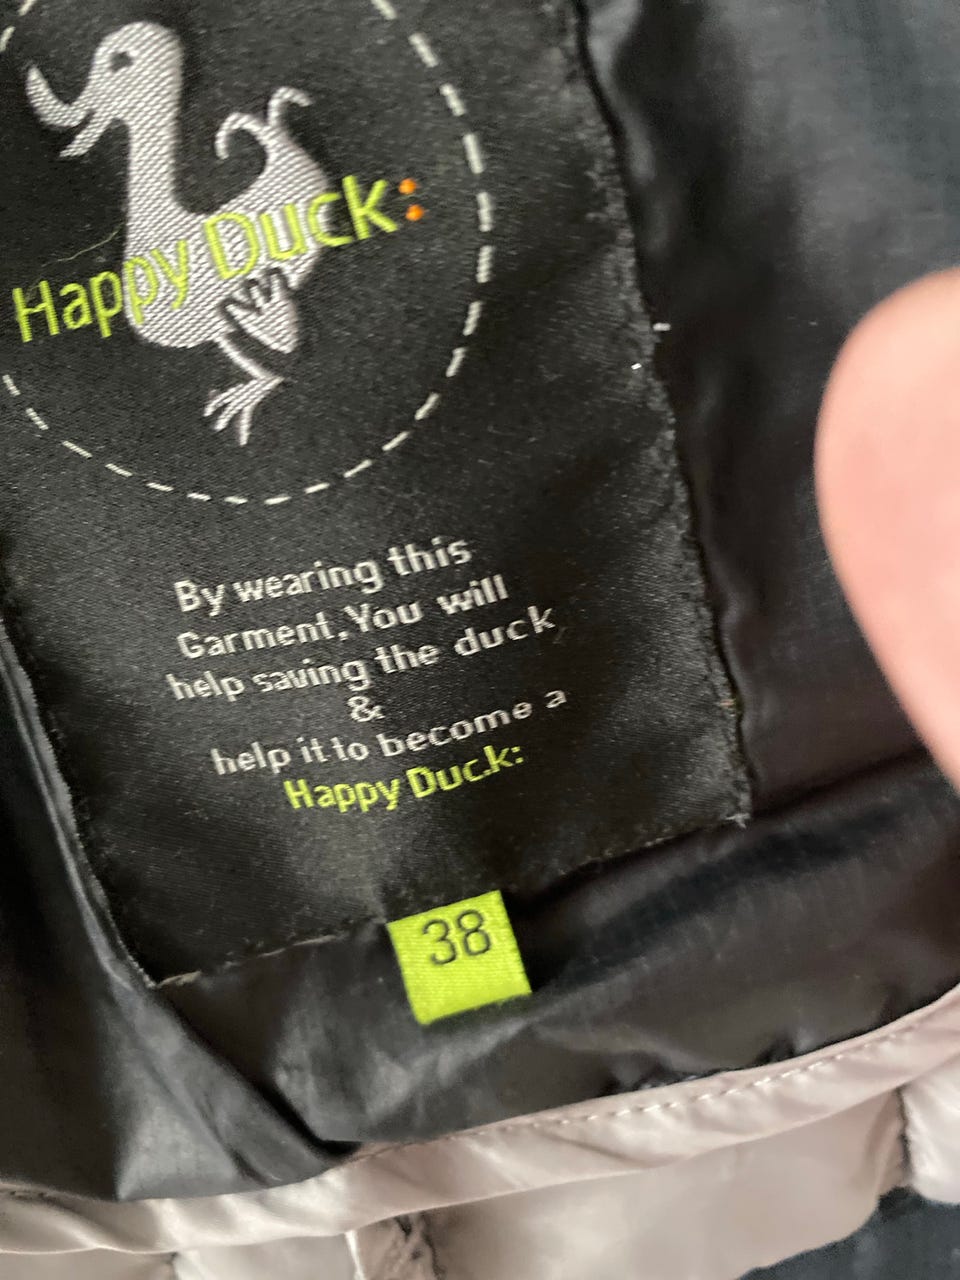 Happy Duck:
By wearing this
Garment,You will
help saving the duck
&
help it to become a
Happy Duck:
38